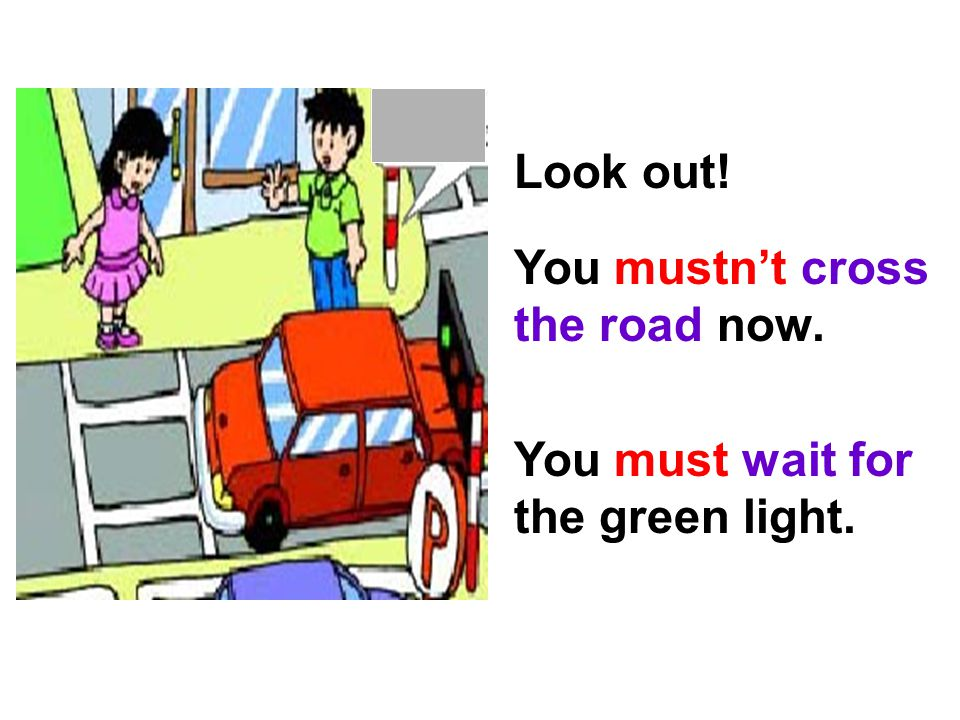 Look out!
You mustn’t cross
the road now.
You must wait for
the green light.
P